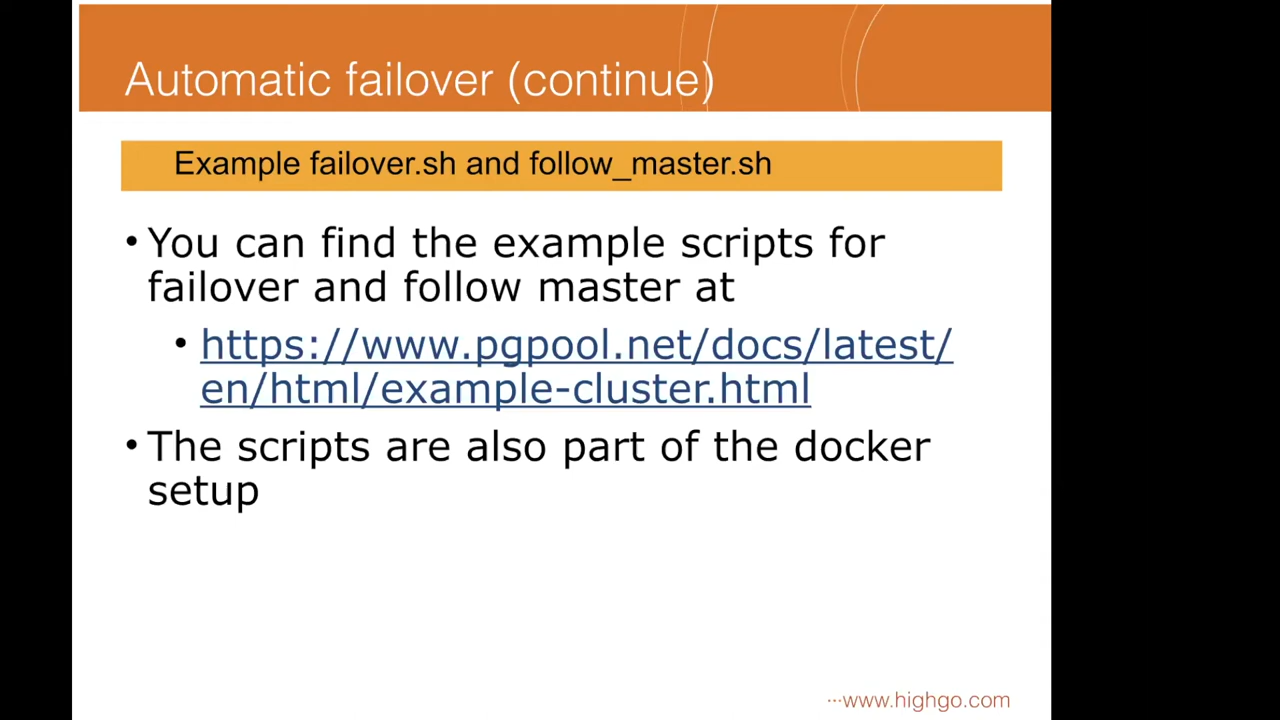 Automatic failover (continue)
Example failover.sh and follow_master.sh
• You can find the example scripts for
failover and follow master at
• https://www.pgpool.net/docs/latest/
en/html/example-cluster.html
• The scripts are also part of the docker
setup
···www.highgo.com